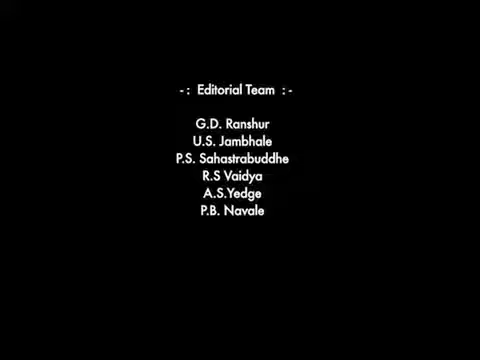 - :  Editorial Team  : -
G.D. Ranshur
U.S. Jambhale
P.S. Sahastrabuddhe
R.S Vaidya
A.S.Yedge
P.B. Navale